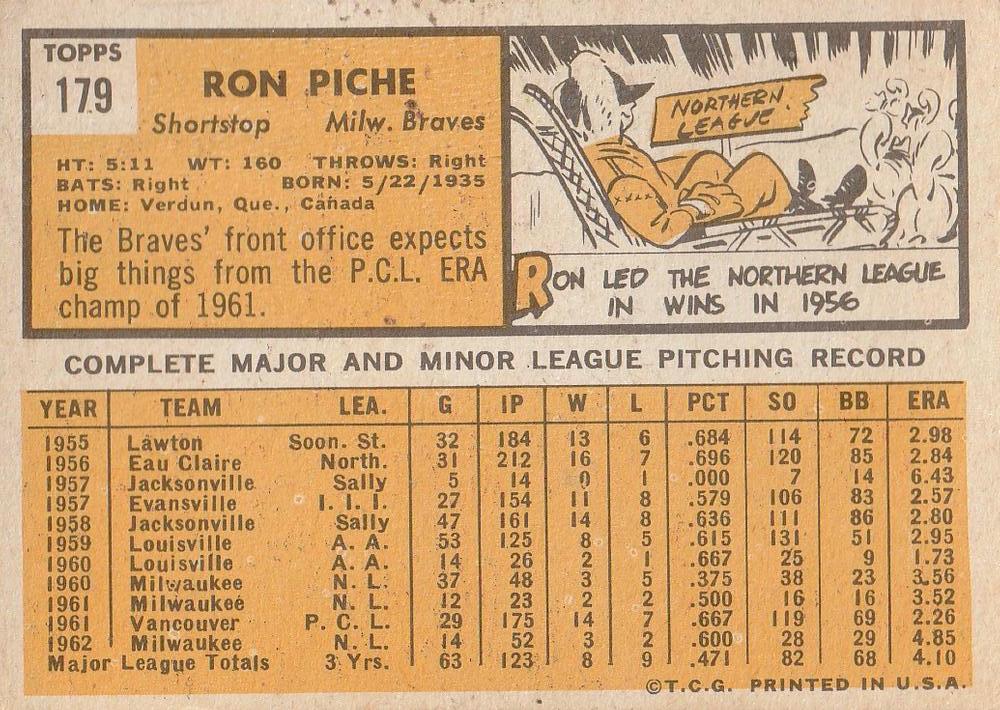 TOPPS
179
RON PICHE
Shortstop Milw. Braves
HT: 5:11 WT: 160 THROWS: Right
BATS: Right BORN: 5/22/1935
HOME: Verdun, Que., Canada
The Braves' front office expects
big things from the P.C.L. ERA
champ of 1961.
NORTHERN
LEAGUE
RON LED THE NORTHERN LEAGUE
IN WINS IN 1956
COMPLETE MAJOR AND MINOR LEAGUE PITCHING RECORD
YEAR TEAM LEA. G IP W L PCT SO BB ERA
1955 Lawton Soon. St. 32 184 13 6 .684 114 72 2.98
1956 Eau Claire North. 31 212 16 7 .696 120 85 2.84
1957 Jacksonville Sally 5 14 0 1 .000 7 14 6.43
1957 Evansville I. I. I. 27 154 11 8 .579 106 83 2.57
1958 Jacksonville Sally 47 161 14 8 .636 111 86 2.80
1959 Louisville A. A. 53 125 8 5 .615 131 51 2.95
1960 Louisville A. A. 14 26 2 1 .667 25 9 1.73
1960 Milwaukee N. L. 37 48 3 5 .375 38 23 3.56
1961 Milwaukee N. L. 12 23 2 2 .500 16 16 3.52
1961 Vancouver P. C. L. 29 175 14 7 .667 119 69 2.26
1962 Milwaukee N. L. 14 52 3 2 .600 28 29 4.85
Major League Totals 3 Yrs. 63 123 8 9 .471 82 68 4.10
©T.C.G. PRINTED IN U.S.A.